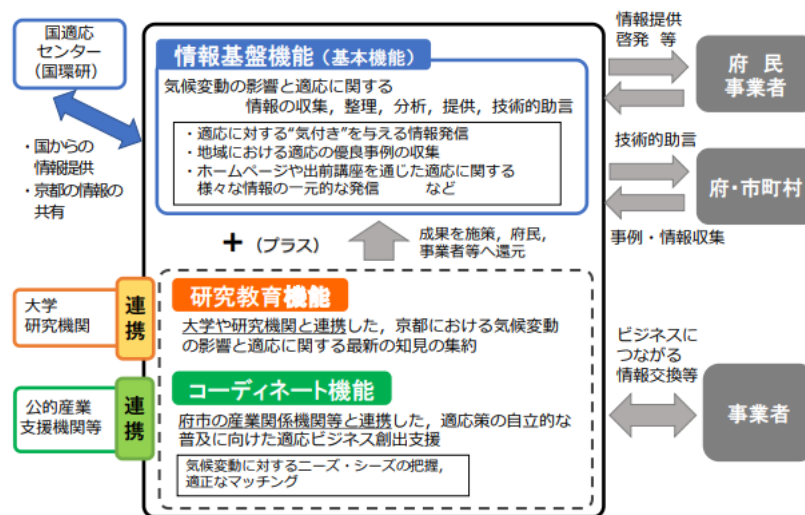 国適応
センター
(国環研)
・国からの
情報提供
・京都の情報の
共有
情報基盤機能(基本機能)
気候変動の影響と適応に関する
情報の収集,整理,分析,提供,技術的助言
・適応に対する“気付き”を与える情報発信
・地域における適応の優良事例の収集
・ホームページや出前講座を通じた適応に関する
様々な情報の一元的な発信 など
+(プラス)
成果を施策,府民,
事業者等へ還元
大学
研究機関
連携
研究教育機能
大学や研究機関と連携した,京都における気候変動
の影響と適応に関する最新の知見の集約
公的産業
支援機関等
連携
コーディネート機能
府市の産業関係機関等と連携した,適応策の自立的な
普及に向けた適応ビジネス創出支援
気候変動に対するニーズ・シーズの把握,
適正なマッチング
情報提供
啓発 等
府 民
事業者
技術的助言
府・市町村
事例・情報収集
ビジネスに
つながる
情報交換等
事業者